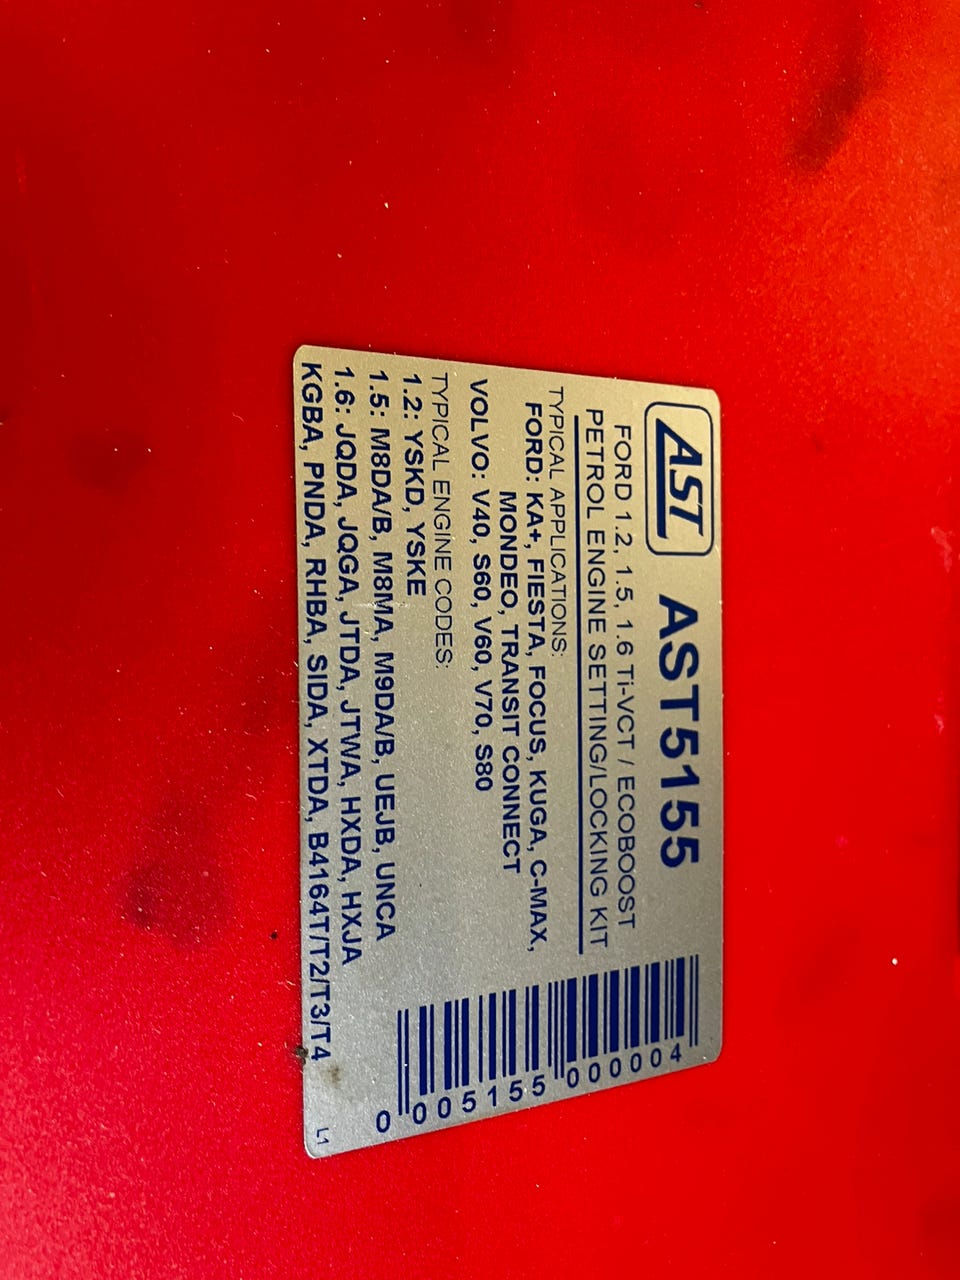 AST AST5155
FORD 1.2, 1.5, 1.6 Ti-VCT / ECOBOOST
PETROL ENGINE SETTING/LOCKING KIT
TYPICAL APPLICATIONS:
FORD: KA+, FIESTA, FOCUS, KUGA, C-MAX,
MONDEO, TRANSIT CONNECT
VOLVO: V40, S60, V60, V70, S80
TYPICAL ENGINE CODES:
1.2: YSKD, YSKE
1.5: M8DA/B, M8MA, M9DA/B, UEJB, UNCA
1.6: JQDA, JQGA, JTDA, JTWA, HXDA, HXJA
KGBA, PNDA, RHBA, SIDA, XTDA, B4164T/T2/T3/T4
0 005155 000004
L1